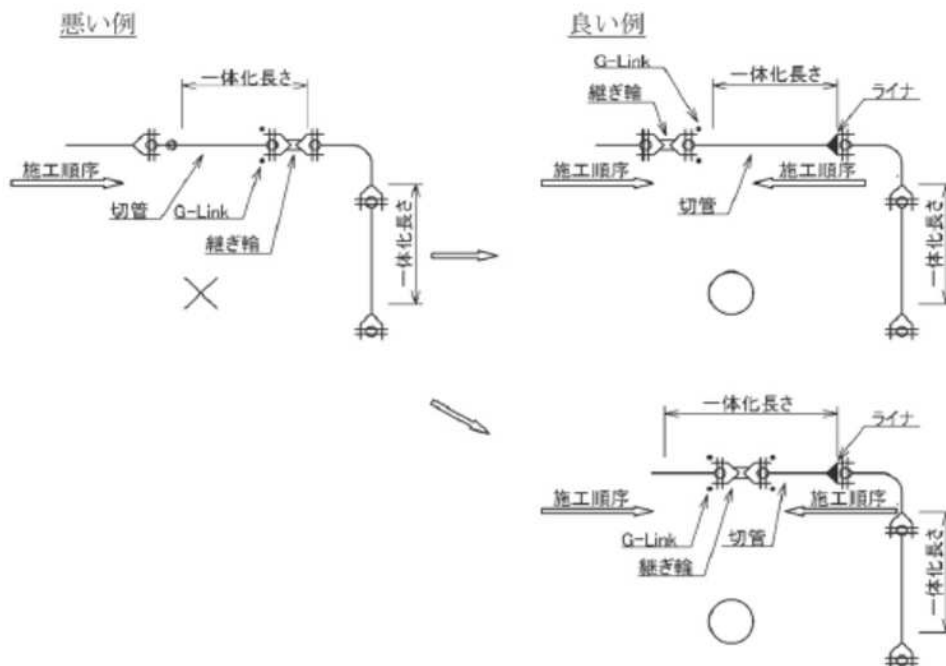 悪い例
一体化長さ
施工順序
切管
G-Link
継ぎ輪
一体化長さ
良い例
G-Link
継ぎ輪
一体化長さ
ライナ
施工順序
施工順序
切管
一体化長さ
一体化長さ
ライナ
施工順序
施工順序
G-Link
切管
継ぎ輪
一体化長さ